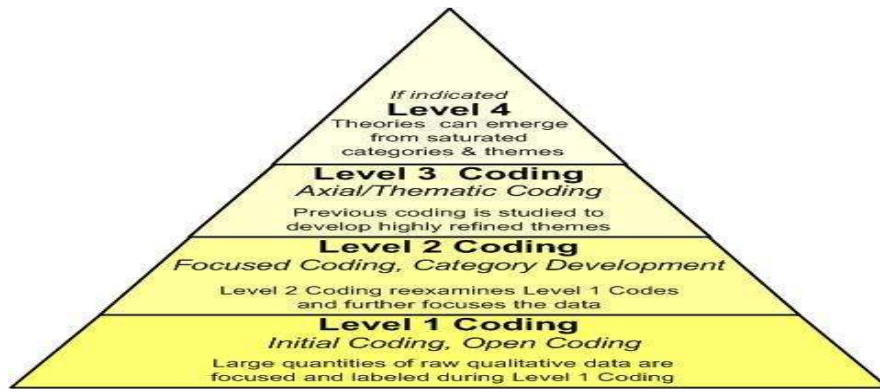 If indicated
Level 4
Theories can emerge
from saturated
categories & themes
Level 3 Coding
Axial/Thematic Coding
Previous coding is studied to
develop highly refined themes
Level 2 Coding
Focused Coding, Category Development
Level 2 Coding reexamines Level 1 Codes
and further focuses the data
Level 1 Coding
Initial Coding, Open Coding
Large quantities of raw qualitative data are
focused and labeled during Level 1 Coding